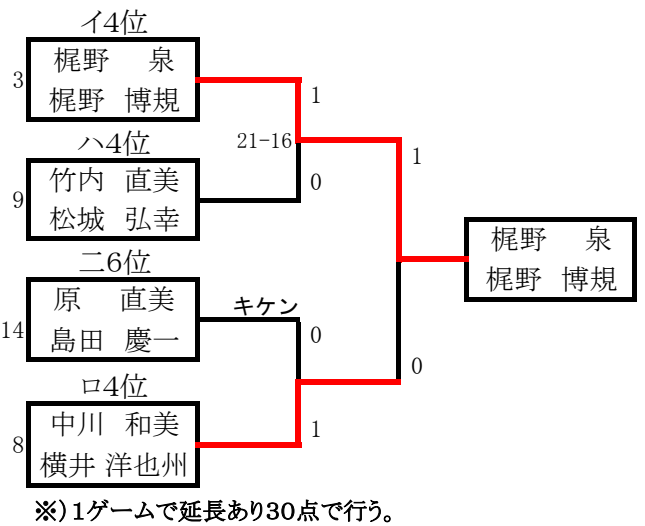 イ4位
3
梶野 泉
梶野 博規
1
21-16
ハ4位
9
竹内 直美
松城 弘幸
0
1
梶野 泉
梶野 博規
ニ6位
14
原 直美
島田 慶一
キケン
0
0
ロ4位
8
中川 和美
横井 洋也州
1
※)1ゲームで延長あり30点で行う。